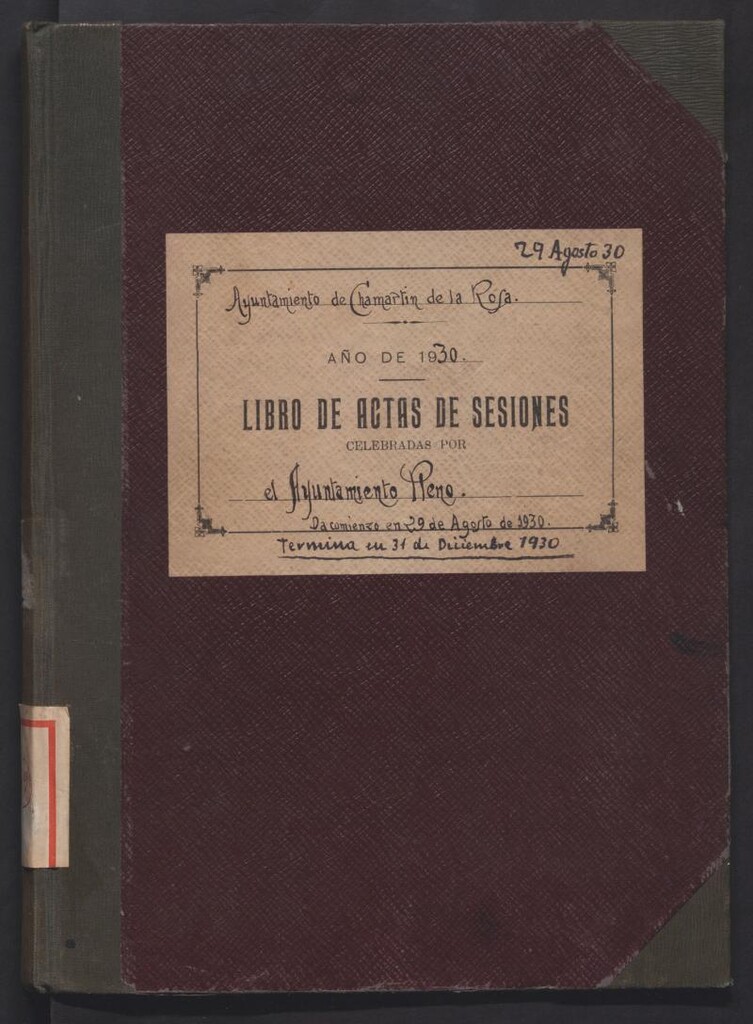 29 Agosto 30
Ayuntamiento de Chamartín de la Rosa.
AÑO DE 1930.
LIBRO DE ACTAS DE SESIONES
CELEBRADAS POR
el Ayuntamiento Pleno.
Da comienzo en 29 de Agosto de 1930.
Termina en 31 de Diciembre 1930